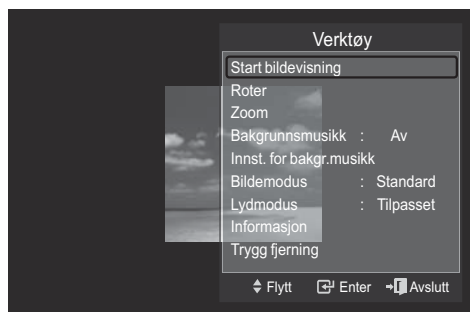 Verktøy
Start bildevisning
Roter
Zoom
Bakgrunnsmusikk : Av
Innst. for bakgr.musikk
Bildemodus : Standard
Lydmodus : Tilpasset
Informasjon
Trygg fjerning
Flytt Enter Avslutt